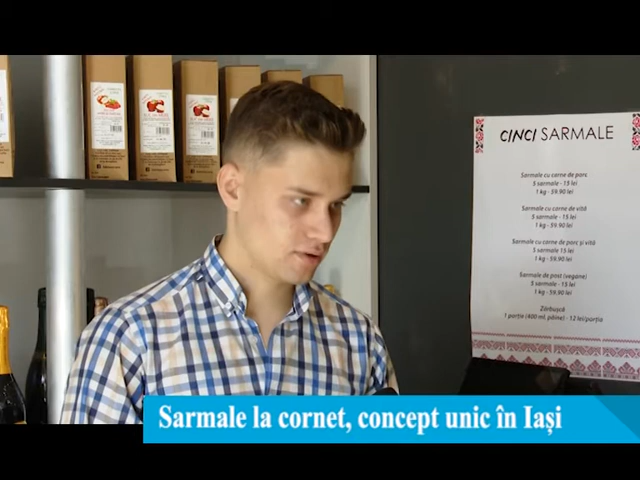 CINCI SARMALE
Sarmale cu carne de porc
5 sarmale - 15 lei
1 kg - 59.90 lei
Sarmale cu carne de vită
5 sarmale - 15 lei
1 kg - 59.90 lei
Sarmale cu carne de porc și vită
5 sarmale 15 lei
1 kg - 59.90 lei
Sarmale de post (vegane)
5 sarmale - 15 lei
1 kg - 59.90 lei
Zărbușcă
1 porție (400 ml, pâine) - 12 lei/porția
Sarmale la cornet, concept unic în Iași